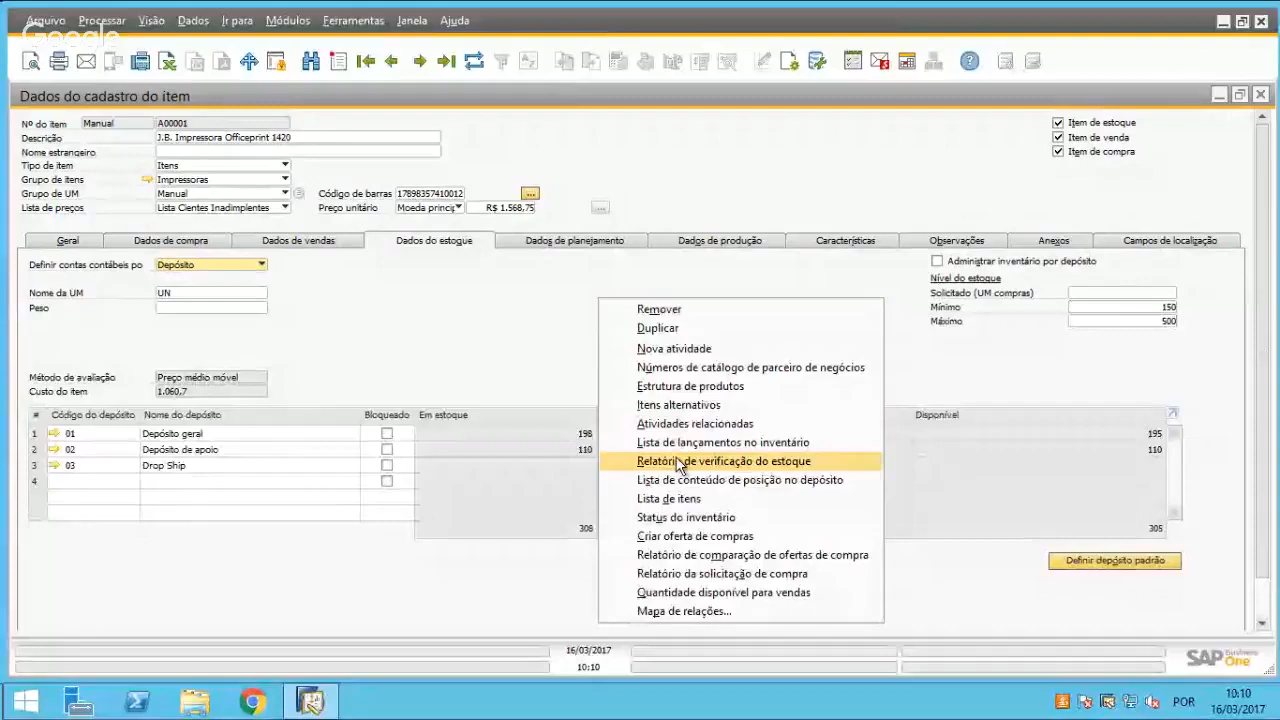 Arquivo Processar Visão Dados Ir para Módulos Ferramentas Janela Ajuda
Google
Dados do cadastro do item
Nº do item Manual A00001
Item de estoque
Descrição J.B. Impressora Officeprint 1420
Item de venda
Nome estrangeiro
Item de compra
Tipo de item Itens
Grupo de itens Impressoras
Grupo de UM Manual Código de barras 17898357410012 ...
Lista de preços Lista Clientes Inadimplentes Preço unitário Moeda princip R$ 1.568,75 ...
Geral Dados de compra Dados de vendas Dados do estoque Dados de planejamento Dados de produção Características Observações Anexos Campos de localização
Definir contas contábeis po Depósito
Administrar inventário por depósito
Nível do estoque
Nome da UM UN
Solicitado (UM compras)
Peso
Mínimo 150
Máximo 500
Remover
Duplicar
Nova atividade
Números de catálogo de parceiro de negócios
Estrutura de produtos
Itens alternativos
Atividades relacionadas
Lista de lançamentos no inventário
Relatório de verificação do estoque
Lista de conteúdo de posição no depósito
Lista de itens
Status do inventário
Criar oferta de compras
Relatório de comparação de ofertas de compra
Relatório da solicitação de compra
Quantidade disponível para vendas
Mapa de relações...
Método de avaliação Preço médio móvel
Custo do item 1.060,7
# Código do depósito Nome do depósito Bloqueado Em estoque Disponível
1 01 Depósito geral 198 195
2 02 Depósito de apoio 110 110
3 03 Drop Ship
4
308 305
Definir depósito padrão
16/03/2017
10:10
SAP Business One
POR
10:10
16/03/2017